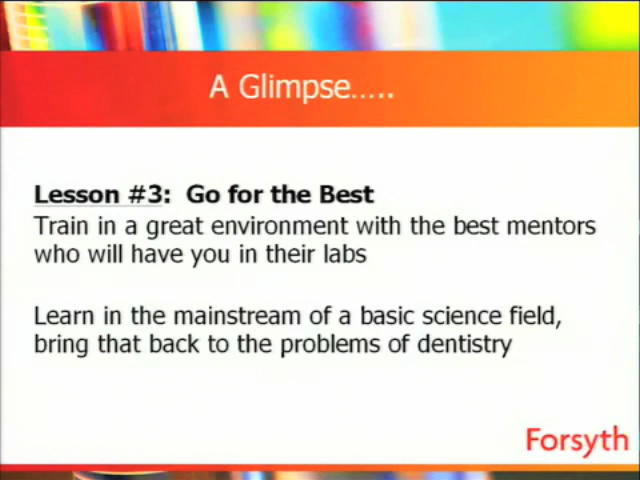 A Glimpse.....
Lesson #3:  Go for the Best
Train in a great environment with the best mentors
who will have you in their labs
Learn in the mainstream of a basic science field,
bring that back to the problems of dentistry
Forsyth